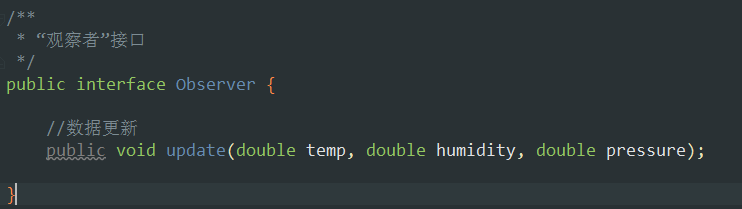 /**
 * “观察者”接口
 */
public interface Observer {
    //数据更新
    public void update(double temp, double humidity, double pressure);
}